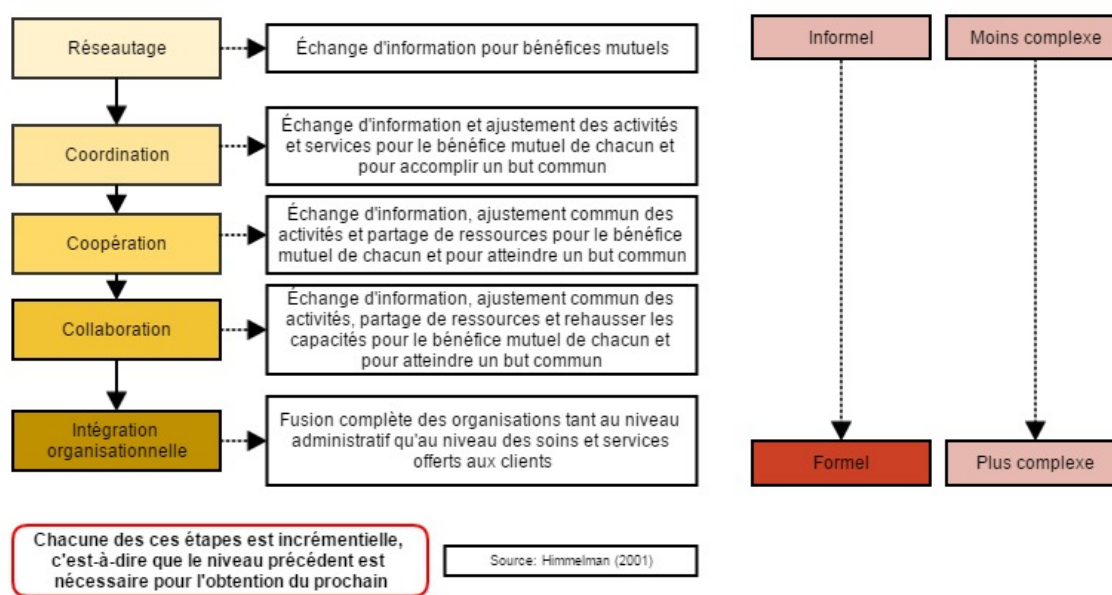 Réseautage
Échange d'information pour bénéfices mutuels
Informel
Moins complexe
Coordination
Échange d'information et ajustement des activités
et services pour le bénéfice mutuel de chacun et
pour accomplir un but commun
Coopération
Échange d'information, ajustement commun des
activités et partage de ressources pour le bénéfice
mutuel de chacun et pour atteindre un but commun
Collaboration
Échange d'information, ajustement commun des
activités, partage de ressources et rehausser les
capacités pour le bénéfice mutuel de chacun et
pour atteindre un but commun
Intégration
organisationnelle
Fusion complète des organisations tant au niveau
administratif qu'au niveau des soins et services
offerts aux clients
Formel
Plus complexe
Chacune des ces étapes est incrémentielle,
c'est-à-dire que le niveau précédent est
nécessaire pour l'obtention du prochain
Source: Himmelman (2001)